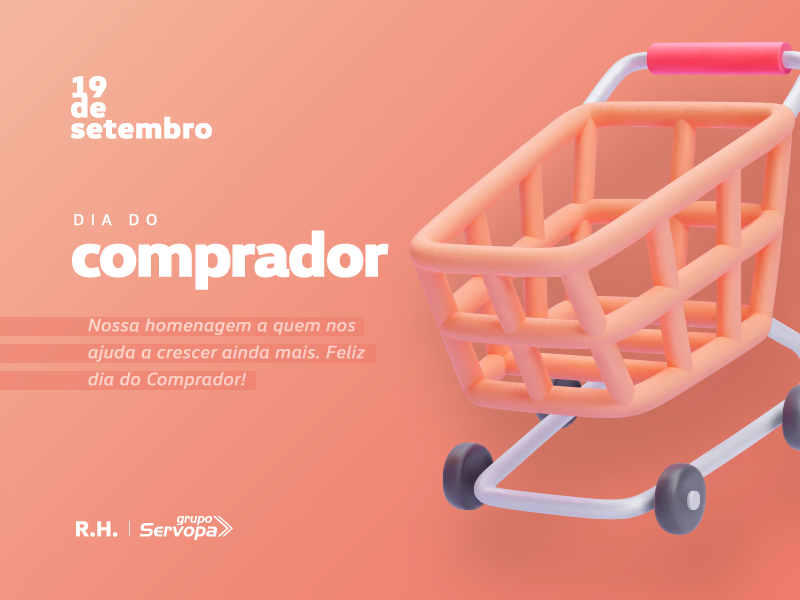 19
de
setembro
DIA DO
comprador
Nossa homenagem a quem nos
ajuda a crescer ainda mais. Feliz
dia do Comprador!
R.H. | grupo
Servopa